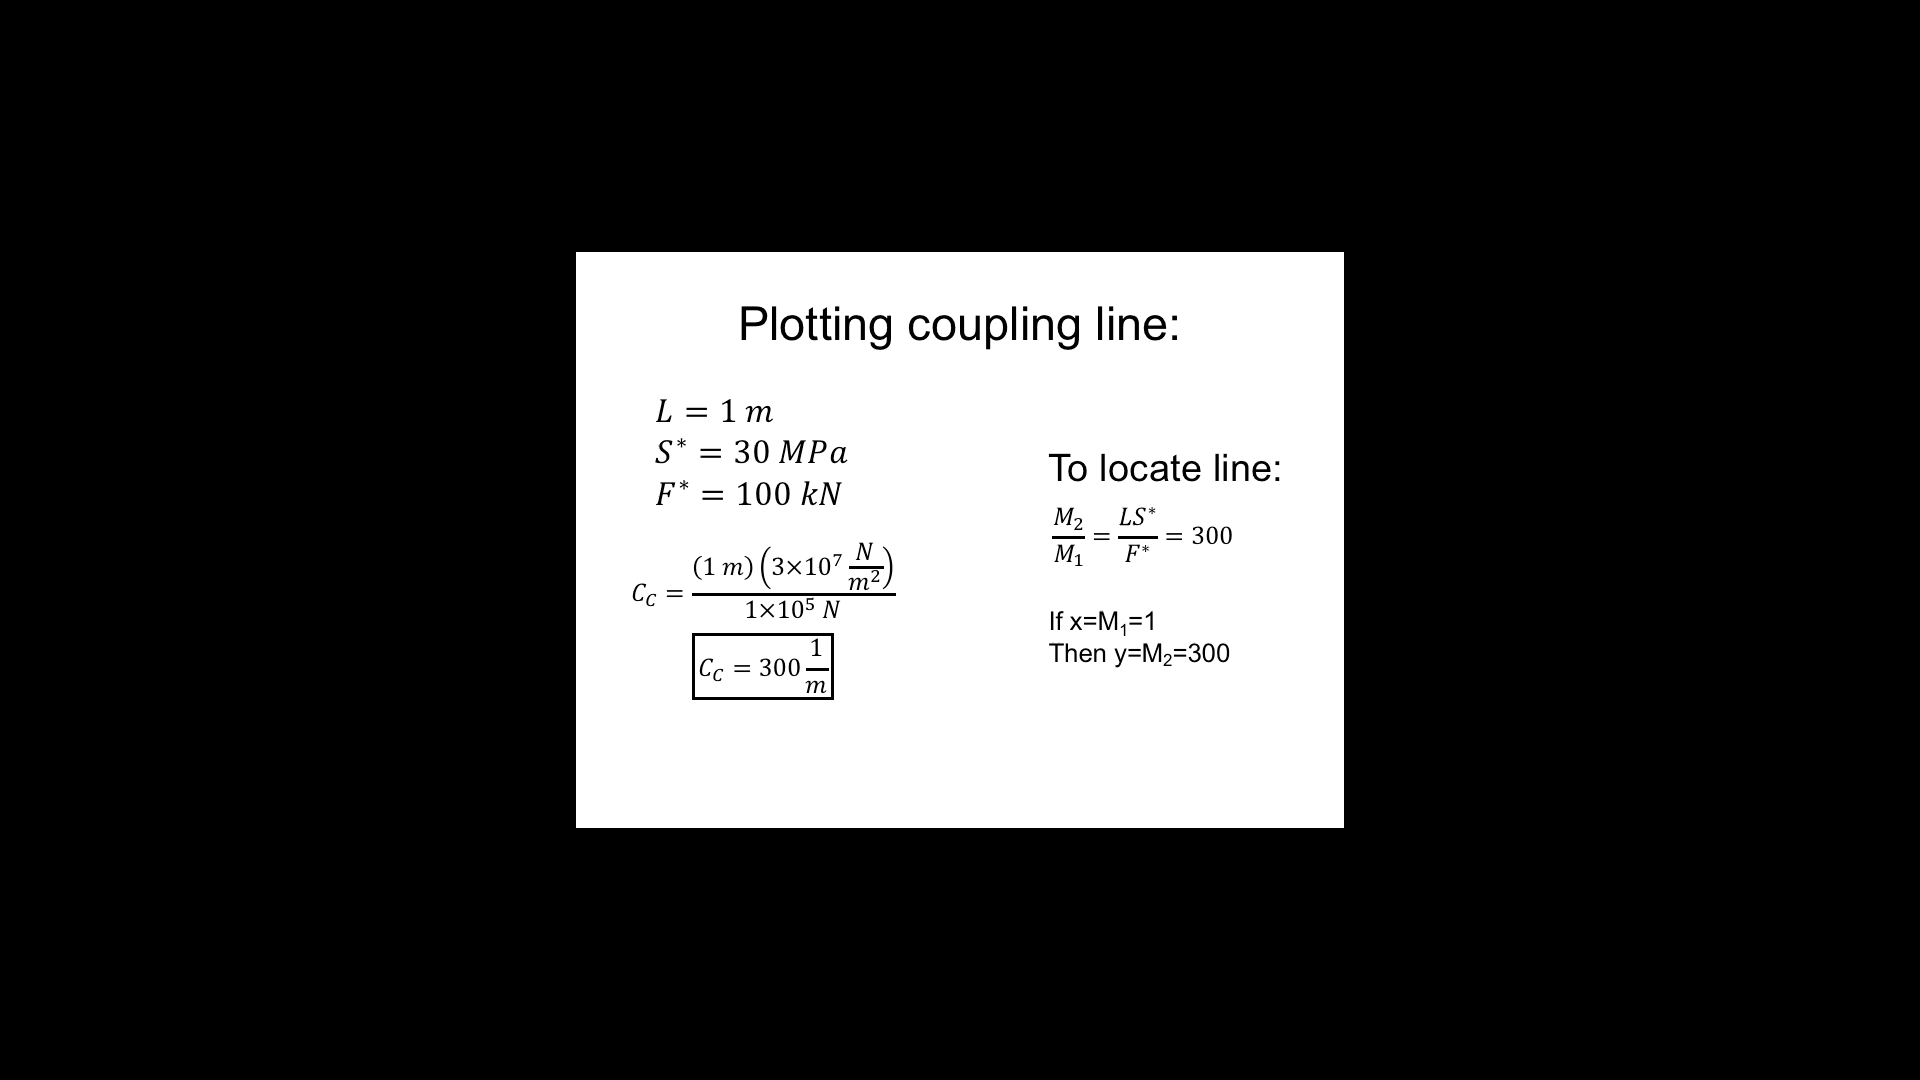 Plotting coupling line:
L = 1 m
S* = 30 MPa
F* = 100 kN
C_C = (1 m)(3×10⁷ N/m²) / 1×10⁵ N
C_C = 300 1/m
To locate line:
M₂/M₁ = LS*/F* = 300
If x=M₁=1
Then y=M₂=300